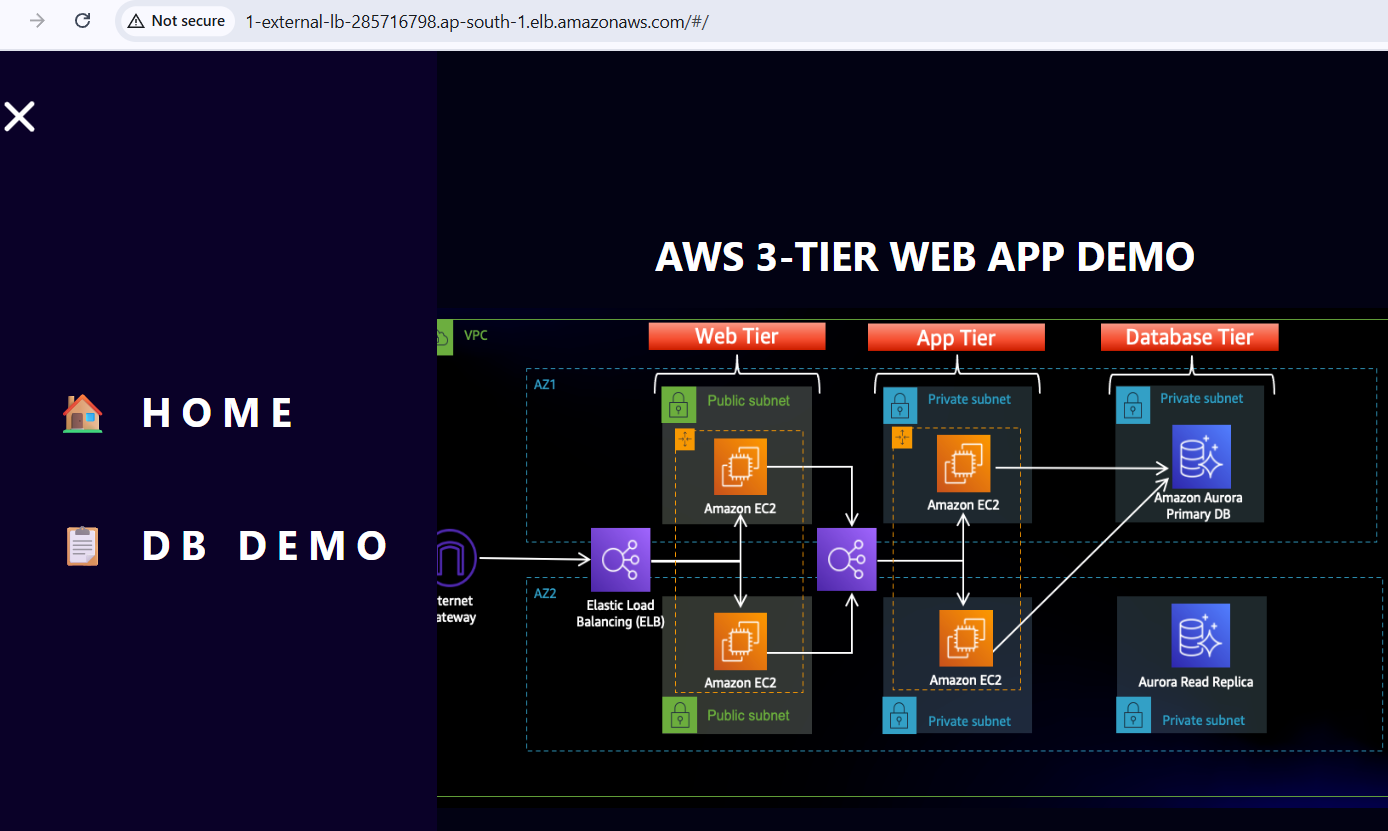 Not secure
1-external-lb-285716798.ap-south-1.elb.amazonaws.com/#/
HOME
DB DEMO
AWS 3-TIER WEB APP DEMO
VPC
Web Tier
App Tier
Database Tier
AZ1
Public subnet
Private subnet
Private subnet
Amazon EC2
Amazon EC2
Amazon Aurora
Primary DB
ternet
ateway
AZ2
Elastic Load
Balancing (ELB)
Amazon EC2
Amazon EC2
Aurora Read Replica
Public subnet
Private subnet
Private subnet